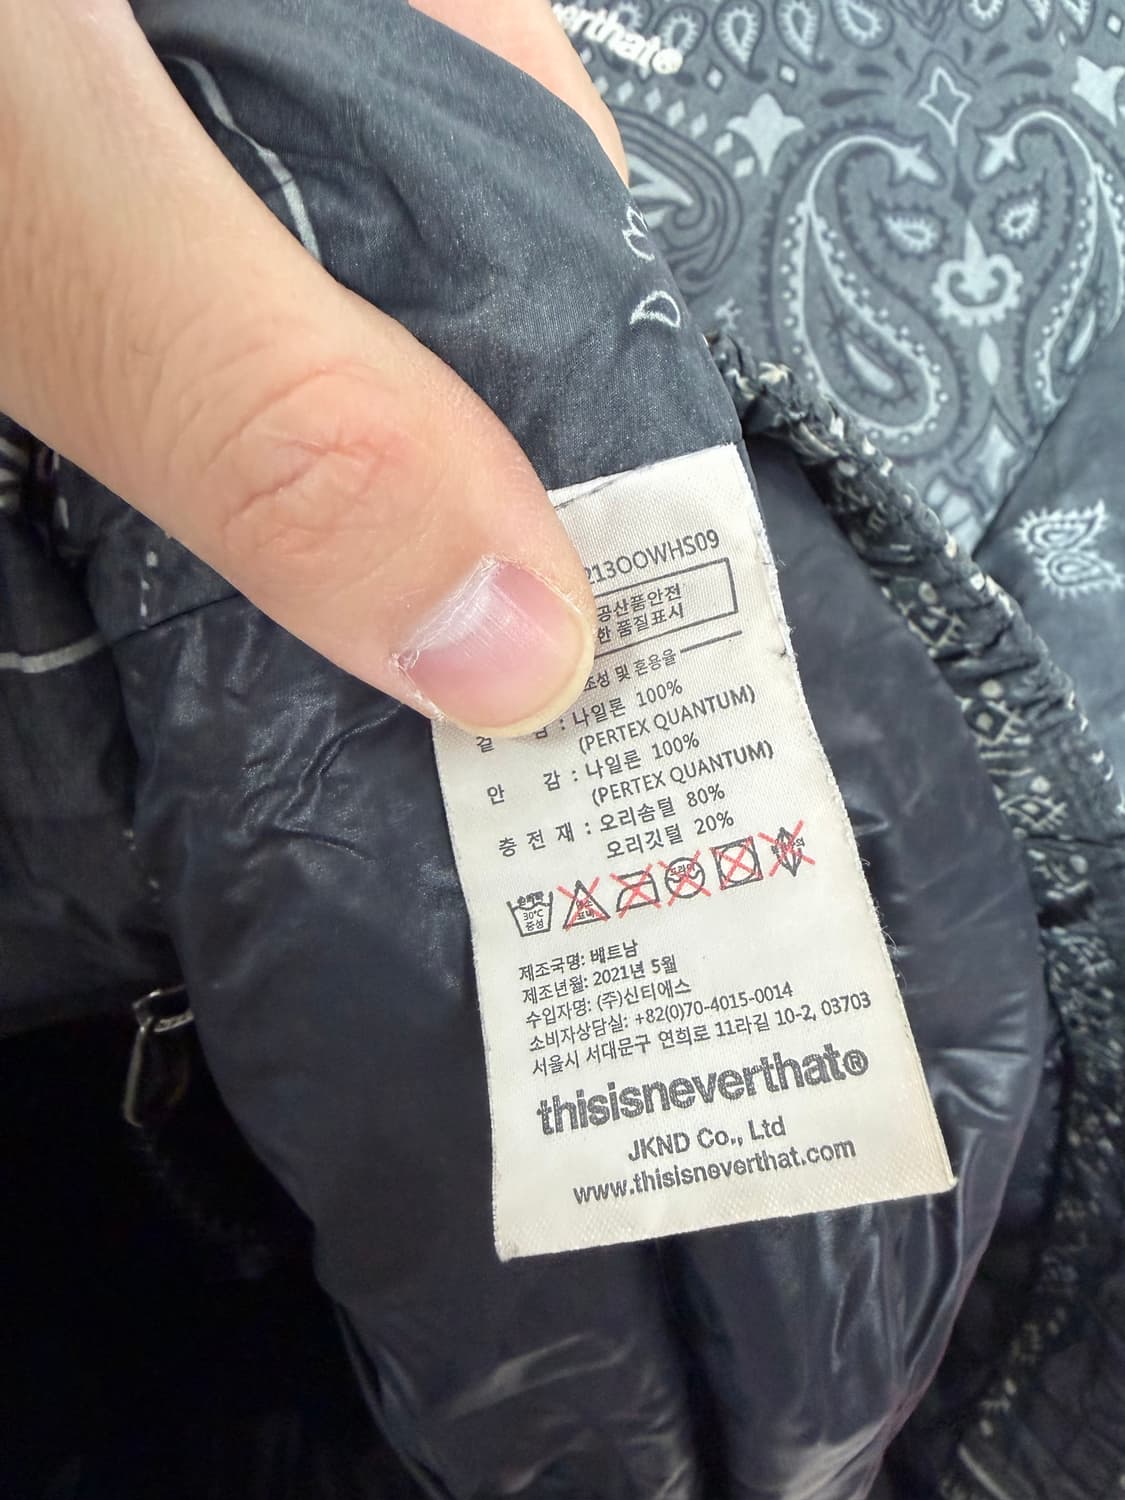 erthat®
213OOWHS09
공산품안전
한 품질표시
조성 및 혼용율
겉 감 : 나일론 100%
(PERTEX QUANTUM)
안 감 : 나일론 100%
(PERTEX QUANTUM)
충 전 재 : 오리솜털 80%
오리깃털 20%
30℃
중성
제조국명: 베트남
제조년월: 2021년 5월
수입자명: (주)신티에스
소비자상담실: +82(0)70-4015-0014
서울시 서대문구 연희로 11라길 10-2, 03703
thisisneverthat®
JKND Co., Ltd
www.thisisneverthat.com